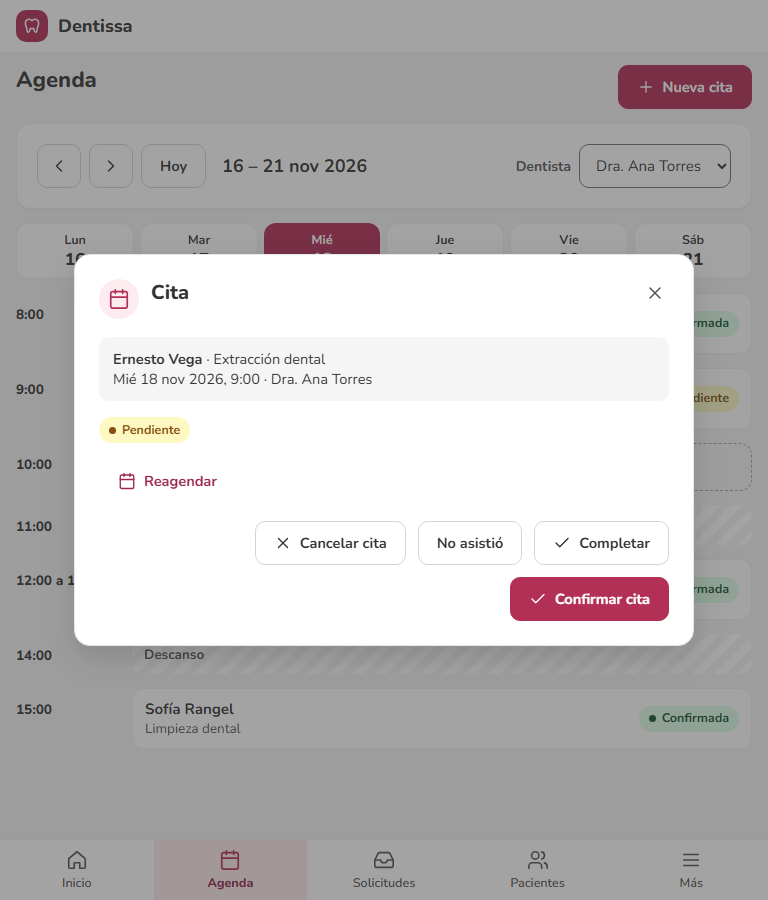 Dentissa
Agenda
Nueva cita
Hoy
16 – 21 nov 2026
Dentista
Dra. Ana Torres
Lun
Mar
Mié
Jue
Vie
Sáb
Cita
Ernesto Vega · Extracción dental
Mié 18 nov 2026, 9:00 · Dra. Ana Torres
Pendiente
Reagendar
Cancelar cita
No asistió
Completar
Confirmar cita
8:00
9:00
10:00
11:00
12:00 a
14:00
Descanso
15:00
Sofía Rangel
Limpieza dental
Confirmada
Inicio
Agenda
Solicitudes
Pacientes
Más